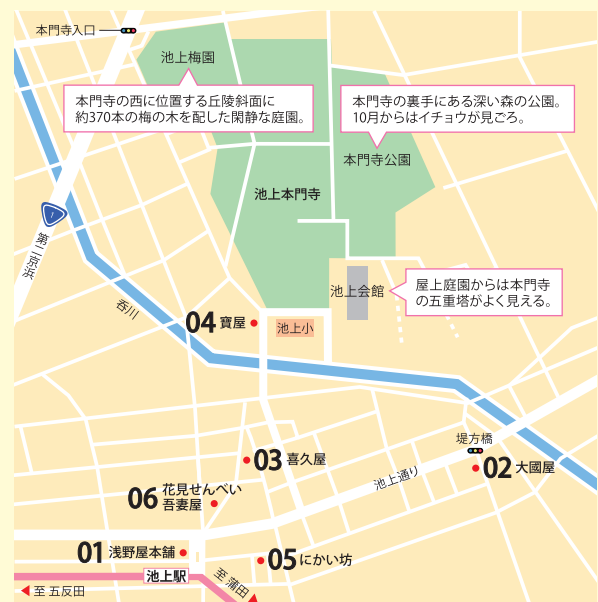 本門寺入口
池上梅園
本門寺の西に位置する丘陵斜面に
約370本の梅の木を配した閑静な庭園。
本門寺の裏手にある深い森の公園。
10月からはイチョウが見ごろ。
本門寺公園
池上本門寺
1
第二京浜
池上会館
屋上庭園からは本門寺
の五重塔がよく見える。
呑川
04 寶屋
池上小
堤方橋
03 喜久屋
02 大國屋
池上通り
06 花見せんべい
吾妻屋
01 浅野屋本舗
05 にかい坊
池上駅
至 五反田
至 蒲田